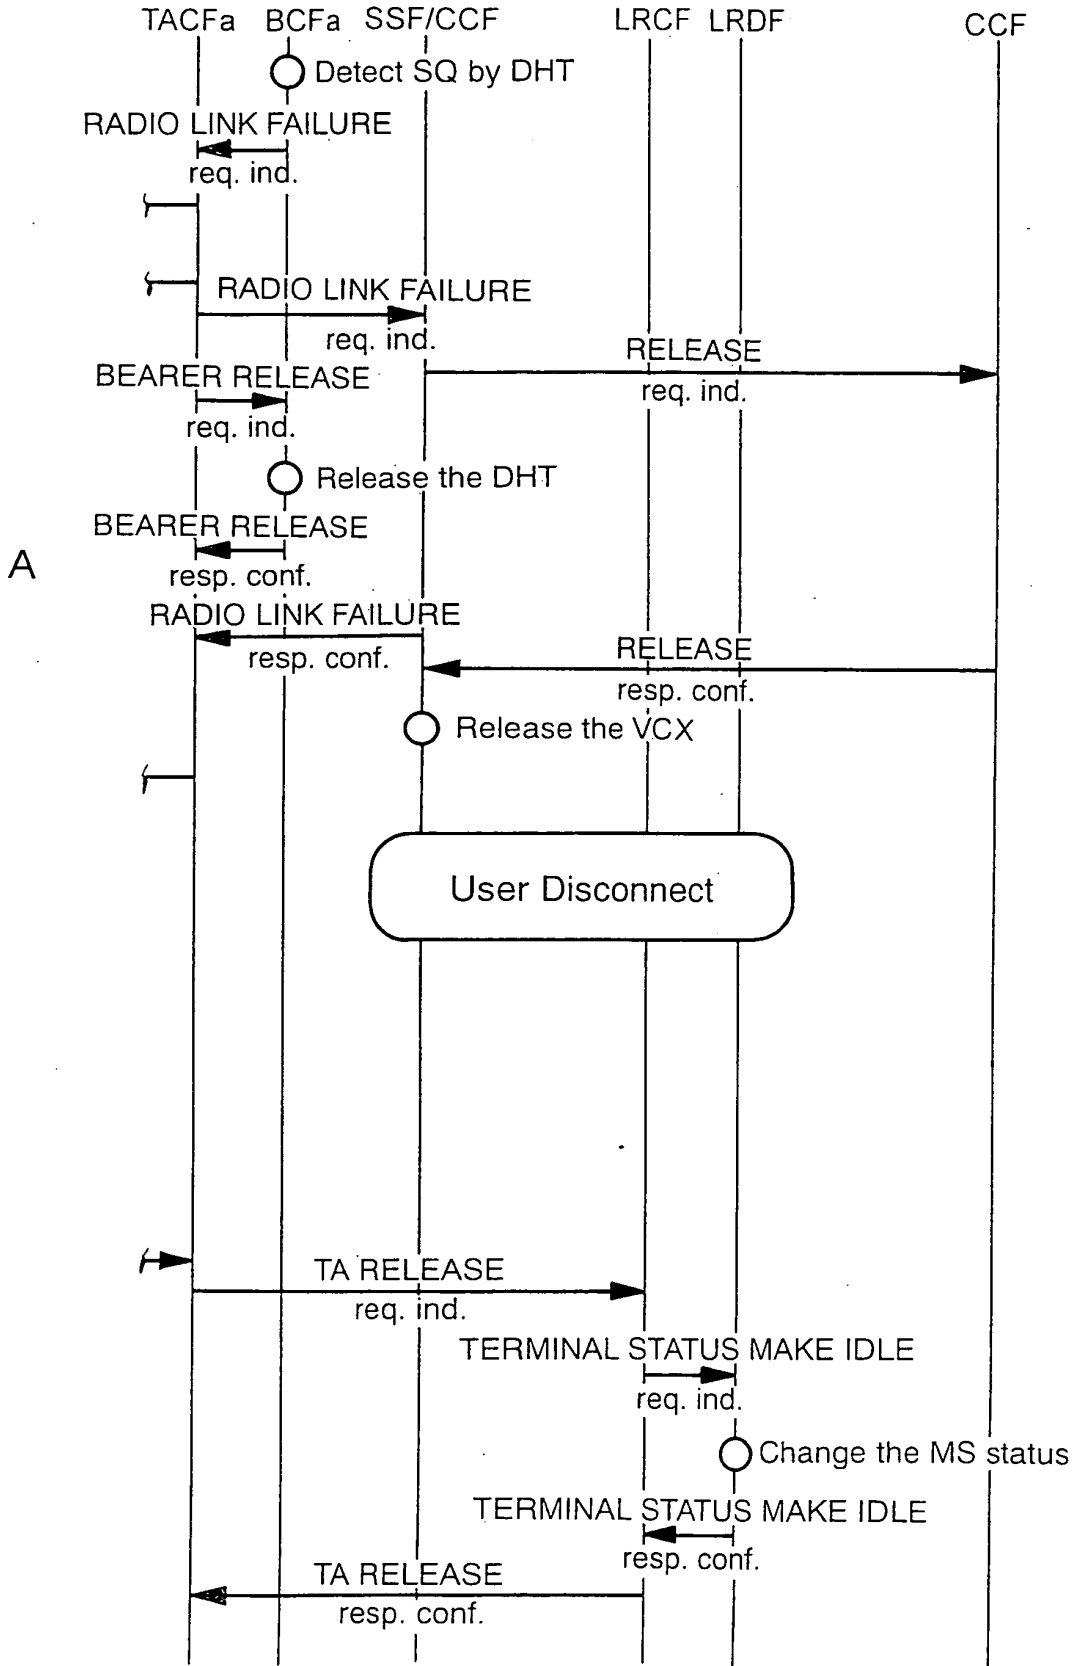 TACFa BCFa SSF/CCF LRCF LRDF CCF
Detect SQ by DHT
RADIO LINK FAILURE
req. ind.
RADIO LINK FAILURE
req. ind.
RELEASE
req. ind.
BEARER RELEASE
req. ind.
Release the DHT
BEARER RELEASE
resp. conf.
A
RADIO LINK FAILURE
resp. conf.
RELEASE
resp. conf.
Release the VCX
User Disconnect
TA RELEASE
req. ind.
TERMINAL STATUS MAKE IDLE
req. ind.
Change the MS status
TERMINAL STATUS MAKE IDLE
resp. conf.
TA RELEASE
resp. conf.